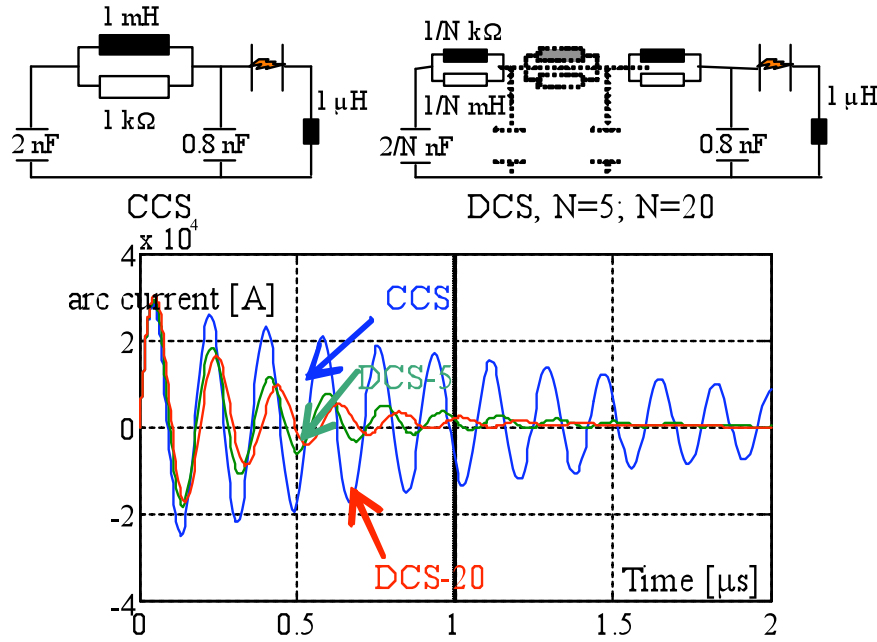 1 mH
1 kΩ
2 nF
0.8 nF
1 μH
CCS
1/N kΩ
1/N mH
2/N nF
0.8 nF
1 μH
DCS, N=5; N=20
x 10⁴
4
2
0
-2
-4
arc current [A]
CCS
DCS-5
DCS-20
Time [μs]
0
0.5
1
1.5
2